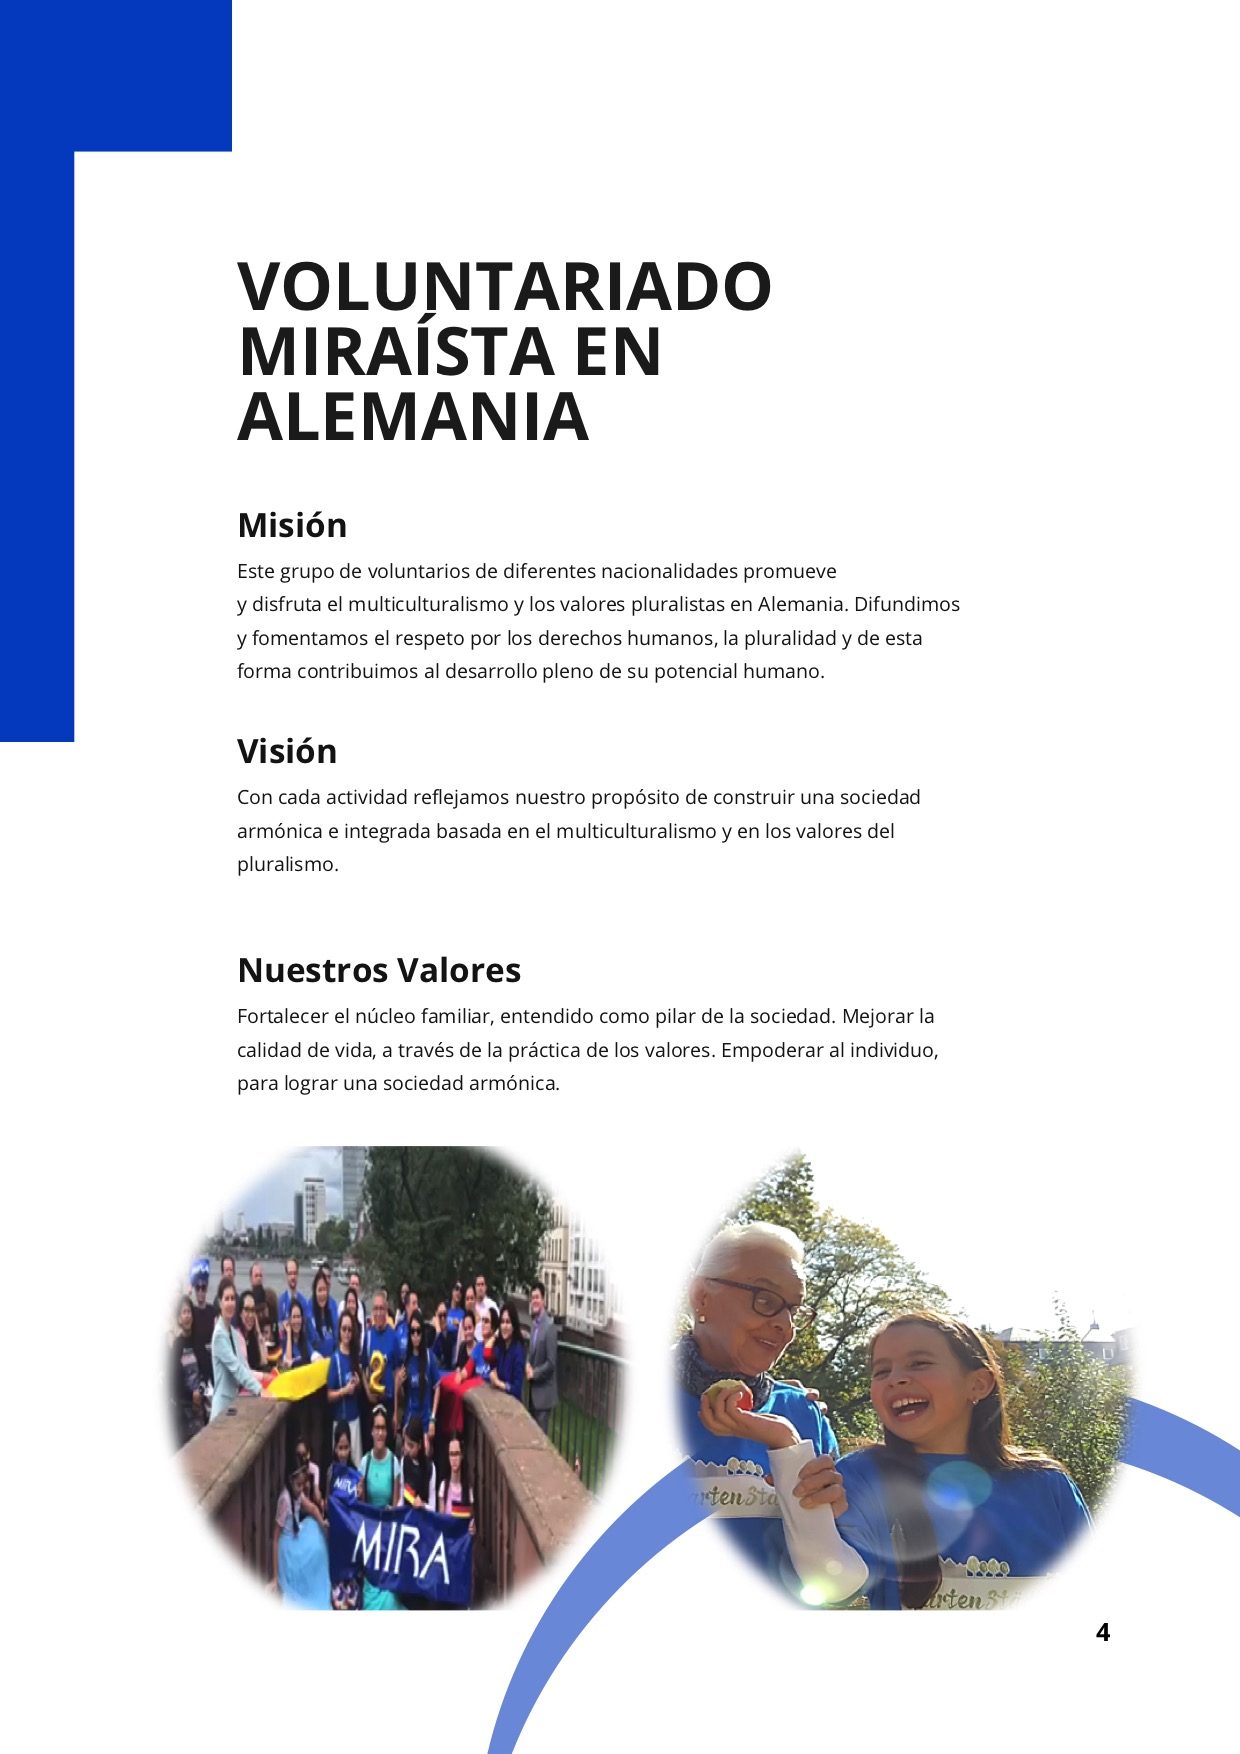 VOLUNTARIADO
MIRAÍSTA EN
ALEMANIA
Misión
Este grupo de voluntarios de diferentes nacionalidades promueve
y disfruta el multiculturalismo y los valores pluralistas en Alemania. Difundimos
y fomentamos el respeto por los derechos humanos, la pluralidad y de esta
forma contribuimos al desarrollo pleno de su potencial humano.
Visión
Con cada actividad reflejamos nuestro propósito de construir una sociedad
armónica e integrada basada en el multiculturalismo y en los valores del
pluralismo.
Nuestros Valores
Fortalecer el núcleo familiar, entendido como pilar de la sociedad. Mejorar la
calidad de vida, a través de la práctica de los valores. Empoderar al individuo,
para lograr una sociedad armónica.
2
MIRA
4